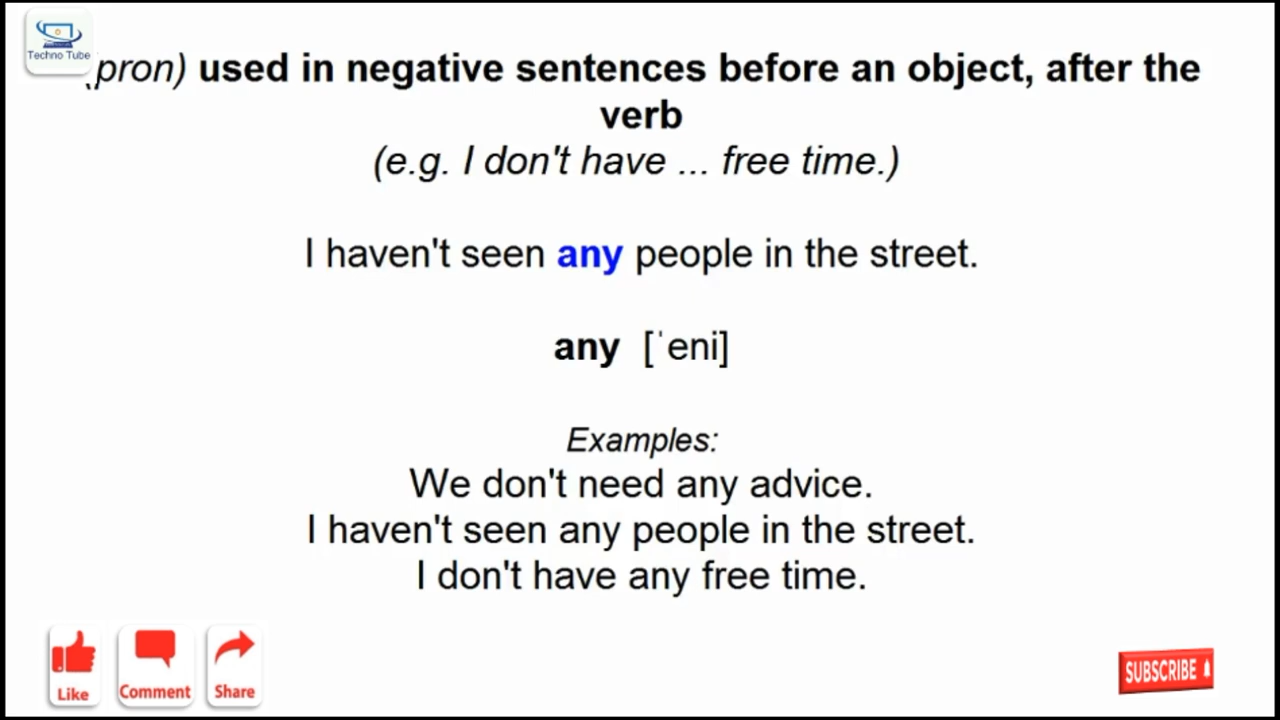 Techno Tube
(pron) used in negative sentences before an object, after the
verb
(e.g. I don't have ... free time.)
I haven't seen any people in the street.
any [ˈeni]
Examples:
We don't need any advice.
I haven't seen any people in the street.
I don't have any free time.
Like
Comment
Share
SUBSCRIBE